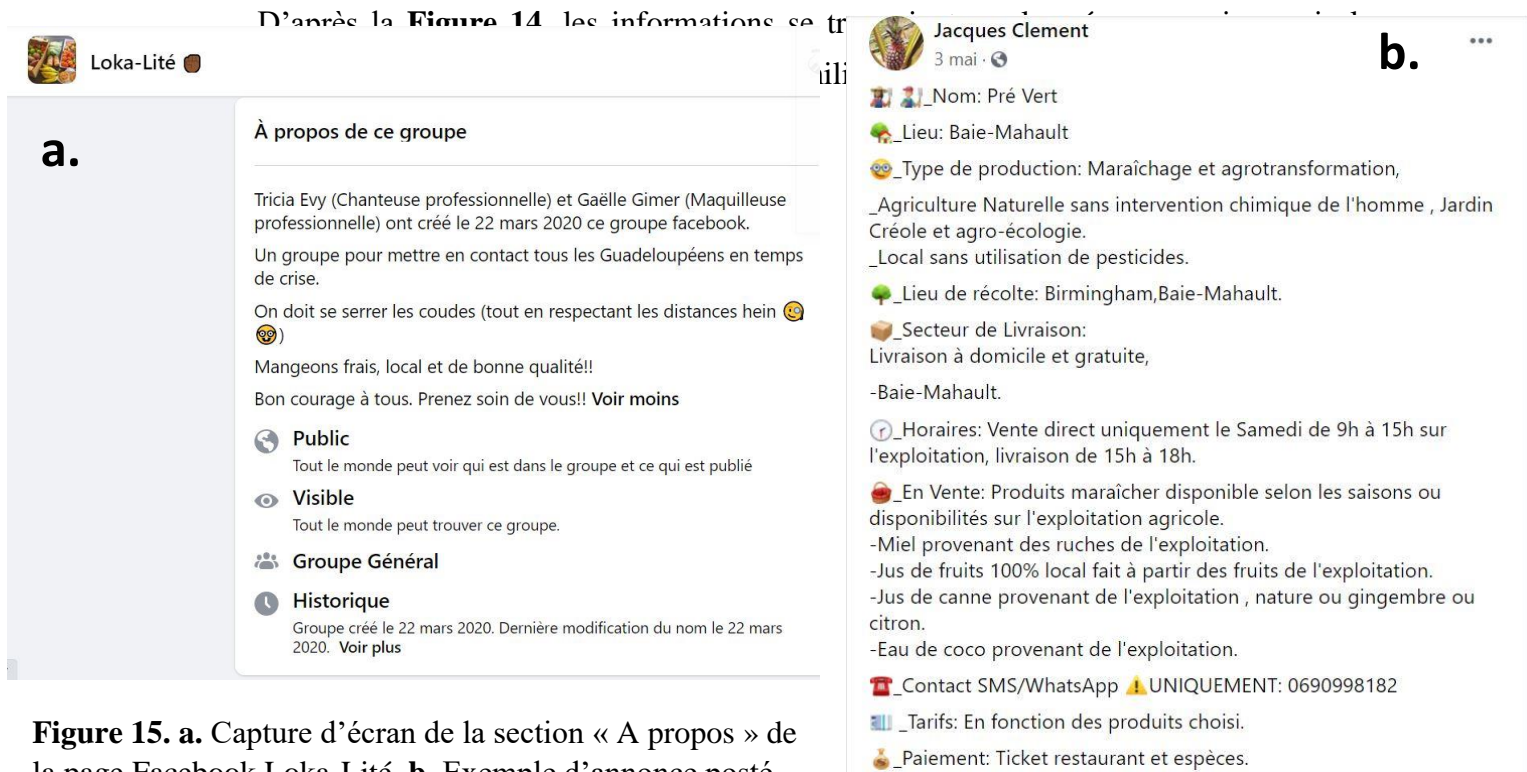 D’après la Figure 14, les informations se
Loka-Lité
a.
À propos de ce groupe
Tricia Evy (Chanteuse professionnelle) et Gaëlle Gimer (Maquilleuse
professionnelle) ont créé le 22 mars 2020 ce groupe facebook.
Un groupe pour mettre en contact tous les Guadeloupéens en temps
de crise.
On doit se serrer les coudes (tout en respectant les distances hein 🧐
🤓)
Mangeons frais, local et de bonne qualité!!
Bon courage à tous. Prenez soin de vous!! Voir moins
Public
Tout le monde peut voir qui est dans le groupe et ce qui est publié
Visible
Tout le monde peut trouver ce groupe.
Groupe Général
Historique
Groupe créé le 22 mars 2020. Dernière modification du nom le 22 mars
2020. Voir plus
Figure 15. a. Capture d’écran de la section « A propos » de
la page Facebook Loka-Lité. b. Exemple d’annonce posté
Jacques Clement
3 mai ·
b.
_Nom: Pré Vert
_Lieu: Baie-Mahault
_Type de production: Maraîchage et agrotransformation,
_Agriculture Naturelle sans intervention chimique de l'homme , Jardin
Créole et agro-écologie.
_Local sans utilisation de pesticides.
_Lieu de récolte: Birmingham,Baie-Mahault.
_Secteur de Livraison:
Livraison à domicile et gratuite,
-Baie-Mahault.
_Horaires: Vente direct uniquement le Samedi de 9h à 15h sur
l'exploitation, livraison de 15h à 18h.
_En Vente: Produits maraîcher disponible selon les saisons ou
disponibilités sur l'exploitation agricole.
-Miel provenant des ruches de l'exploitation.
-Jus de fruits 100% local fait à partir des fruits de l'exploitation.
-Jus de canne provenant de l'exploitation , nature ou gingembre ou
citron.
-Eau de coco provenant de l'exploitation.
_Contact SMS/WhatsApp ⚠️UNIQUEMENT: 0690998182
_Tarifs: En fonction des produits choisi.
_Paiement: Ticket restaurant et espèces.